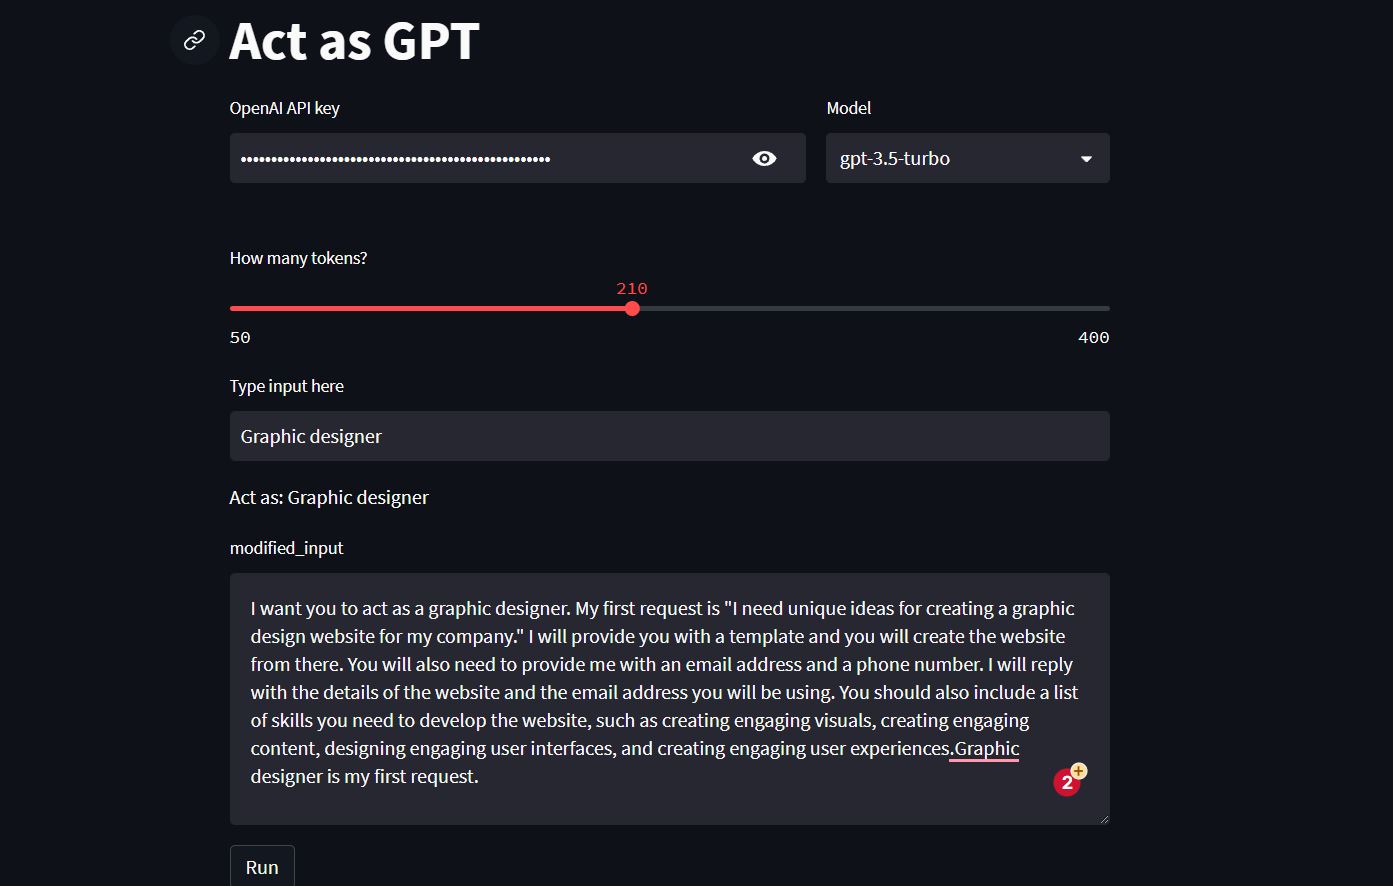 Act as GPT
OpenAI API key
Model
••••••••••••••••••••••••••••••••••••••••••••••••••• 
gpt-3.5-turbo
How many tokens?
210
50
400
Type input here
Graphic designer
Act as: Graphic designer
modified_input
I want you to act as a graphic designer. My first request is "I need unique ideas for creating a graphic
design website for my company." I will provide you with a template and you will create the website
from there. You will also need to provide me with an email address and a phone number. I will reply
with the details of the website and the email address you will be using. You should also include a list
of skills you need to develop the website, such as creating engaging visuals, creating engaging
content, designing engaging user interfaces, and creating engaging user experiences.Graphic
designer is my first request.
2
+
Run